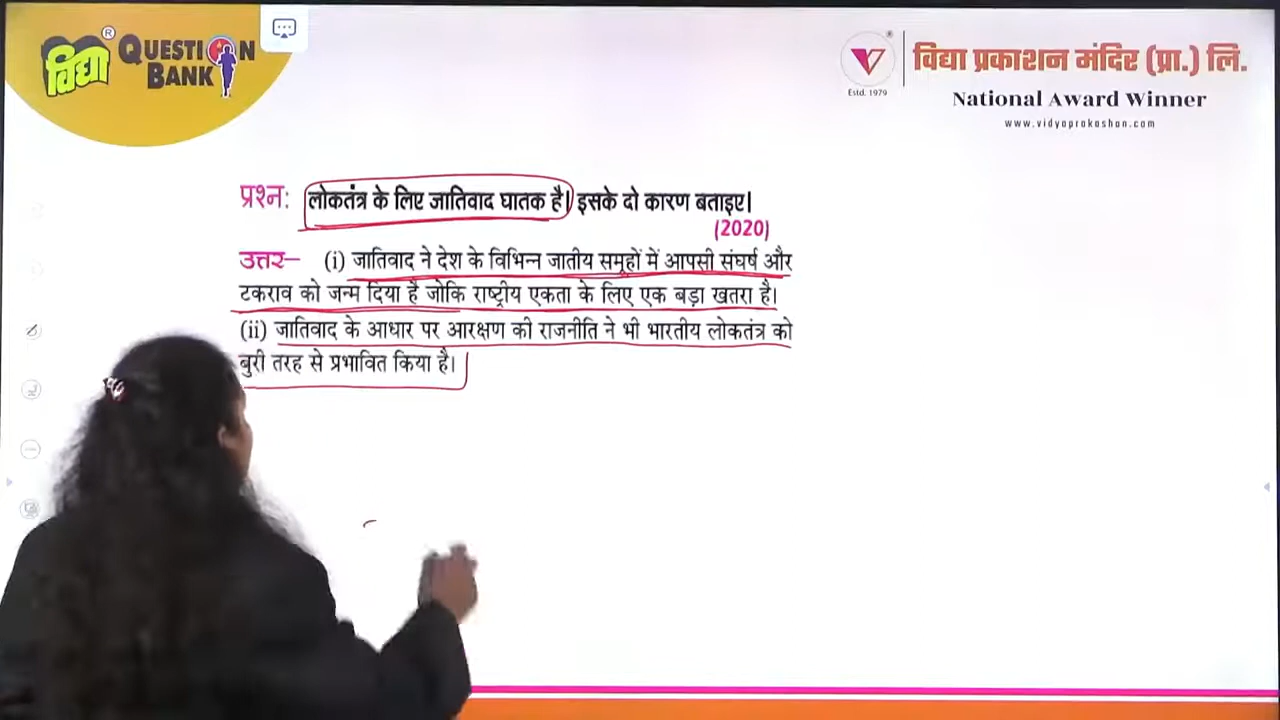 विद्या ®
QUESTION
BANK
®
Estd. 1979
विद्या प्रकाशन मंदिर (प्रा.) लि.
National Award Winner
www.vidyaprakashan.com
प्रश्न: लोकतंत्र के लिए जातिवाद घातक है। इसके दो कारण बताइए।
(2020)
उत्तर– (i) जातिवाद ने देश के विभिन्न जातीय समूहों में आपसी संघर्ष और
टकराव को जन्म दिया है जोकि राष्ट्रीय एकता के लिए एक बड़ा खतरा है।
(ii) जातिवाद के आधार पर आरक्षण की राजनीति ने भी भारतीय लोकतंत्र को
बुरी तरह से प्रभावित किया है।